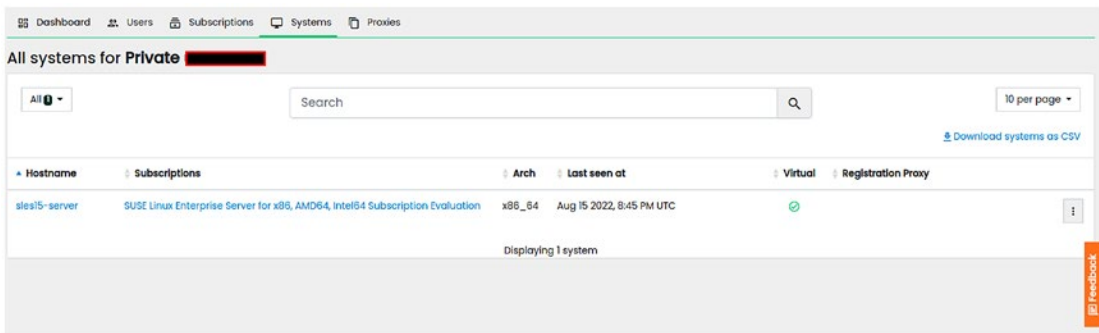 Dashboard Users Subscriptions Systems Proxies
All systems for Private
All 1
Search
10 per page
Download systems as CSV
Hostname Subscriptions Arch Last seen at Virtual Registration Proxy
sles15-server SUSE Linux Enterprise Server for x86, AMD64, Intel64 Subscription Evaluation x86_64 Aug 15 2022, 8:45 PM UTC
Displaying 1 system
Feedback